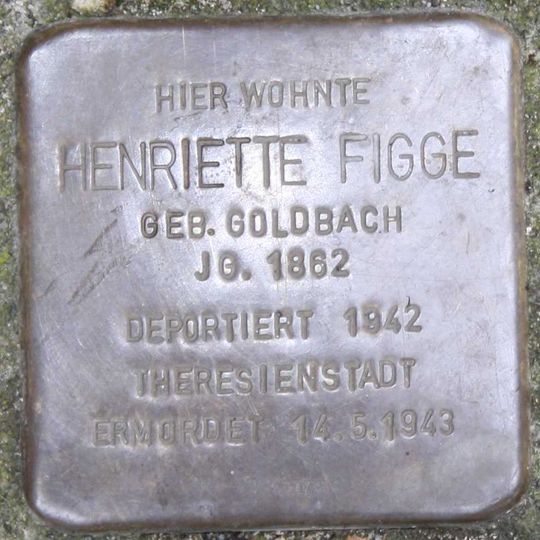 HIER WOHNTE
HENRIETTE FIGGE
GEB. GOLDBACH
JG. 1862
DEPORTIERT 1942
THERESIENSTADT
ERMORDET 14.5.1943